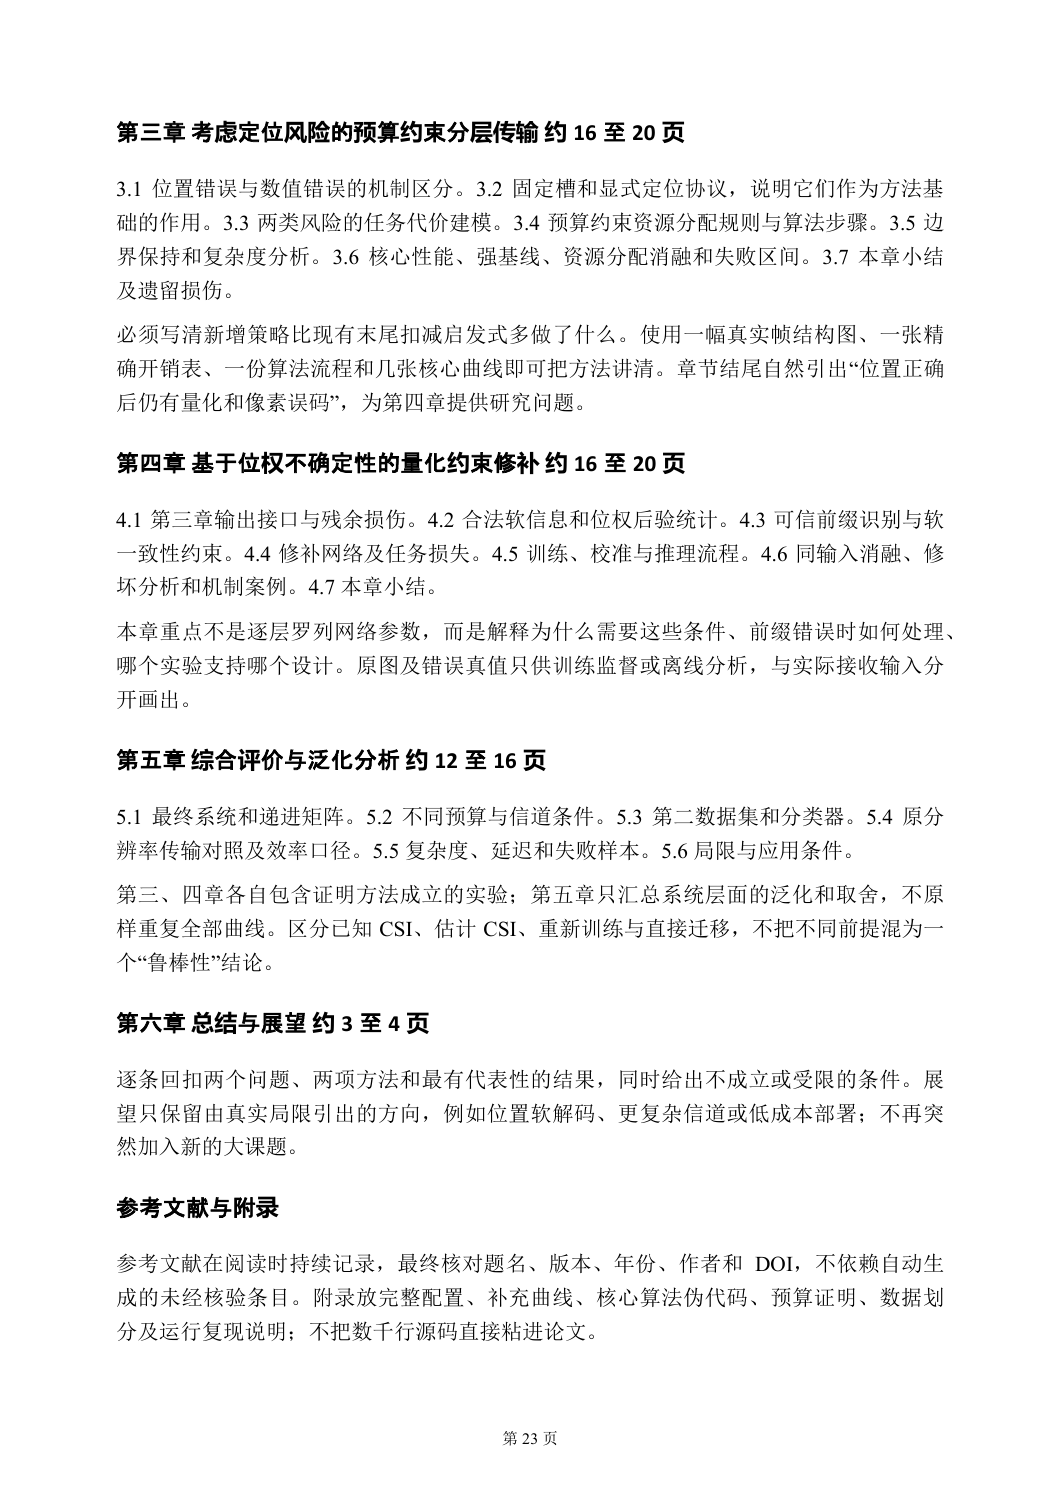 第三章 考虑定位风险的预算约束分层传输 约 16 至 20 页
3.1 位置错误与数值错误的机制区分。3.2 固定槽和显式定位协议，说明它们作为方法基
础的作用。3.3 两类风险的任务代价建模。3.4 预算约束资源分配规则与算法步骤。3.5 边
界保持和复杂度分析。3.6 核心性能、强基线、资源分配消融和失败区间。3.7 本章小结
及遗留损伤。
必须写清新增策略比现有末尾扣减启发式多做了什么。使用一幅真实帧结构图、一张精
确开销表、一份算法流程和几张核心曲线即可把方法讲清。章节结尾自然引出“位置正确
后仍有量化和像素误码”，为第四章提供研究问题。
第四章 基于位权不确定性的量化约束修补 约 16 至 20 页
4.1 第三章输出接口与残余损伤。4.2 合法软信息和位权后验统计。4.3 可信前缀识别与软
一致性约束。4.4 修补网络及任务损失。4.5 训练、校准与推理流程。4.6 同输入消融、修
坏分析和机制案例。4.7 本章小结。
本章重点不是逐层罗列网络参数，而是解释为什么需要这些条件、前缀错误时如何处理、
哪个实验支持哪个设计。原图及错误真值只供训练监督或离线分析，与实际接收输入分
开画出。
第五章 综合评价与泛化分析 约 12 至 16 页
5.1 最终系统和递进矩阵。5.2 不同预算与信道条件。5.3 第二数据集和分类器。5.4 原分
辨率传输对照及效率口径。5.5 复杂度、延迟和失败样本。5.6 局限与应用条件。
第三、四章各自包含证明方法成立的实验；第五章只汇总系统层面的泛化和取舍，不原
样重复全部曲线。区分已知 CSI、估计 CSI、重新训练与直接迁移，不把不同前提混为一
个“鲁棒性”结论。
第六章 总结与展望 约 3 至 4 页
逐条回扣两个问题、两项方法和最有代表性的结果，同时给出不成立或受限的条件。展
望只保留由真实局限引出的方向，例如位置软解码、更复杂信道或低成本部署；不再突
然加入新的大课题。
参考文献与附录
参考文献在阅读时持续记录，最终核对题名、版本、年份、作者和 DOI，不依赖自动生
成的未经核验条目。附录放完整配置、补充曲线、核心算法伪代码、预算证明、数据划
分及运行复现说明；不把数千行源码直接粘进论文。
第 23 页